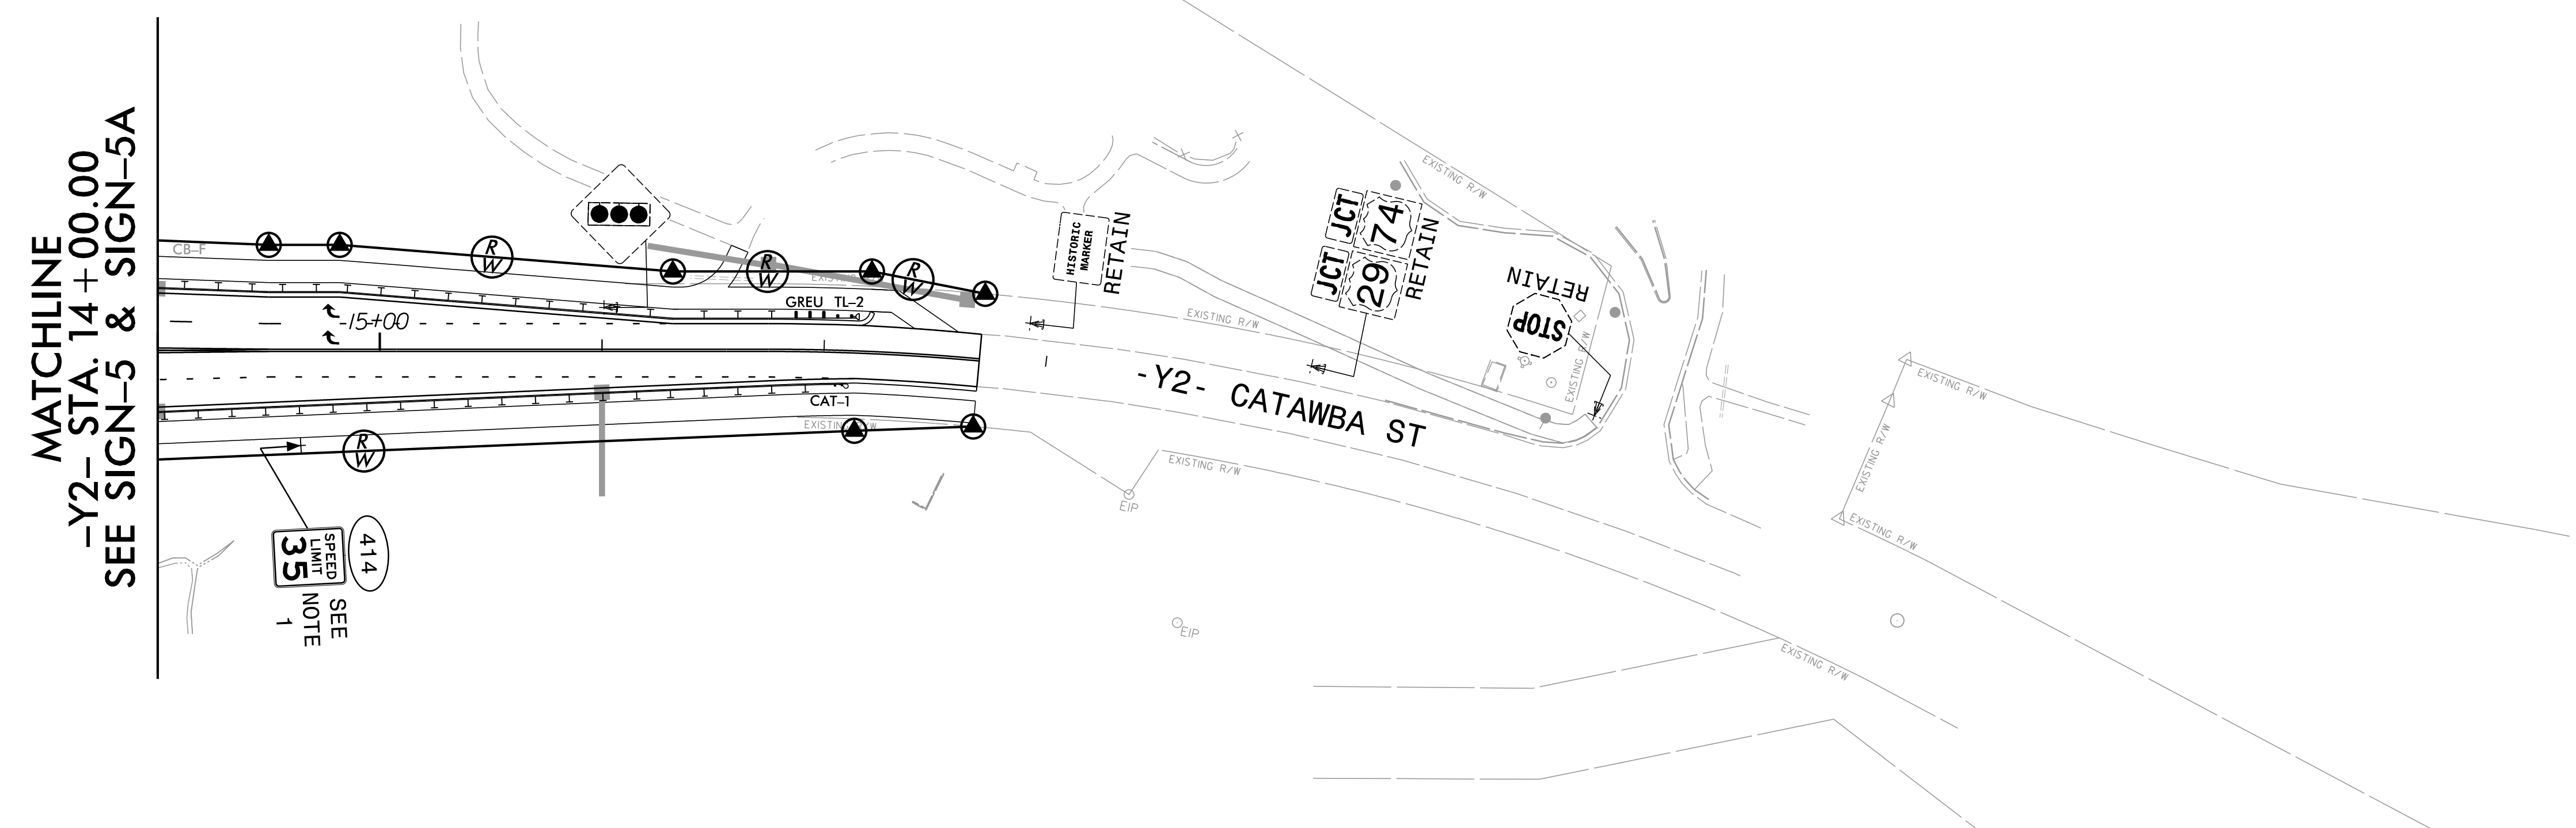 MATCHLINE
-Y2- STA. 14+00.00
SEE SIGN-5 & SIGN-5A
CB-F
R
W
-15+00
R
W
EXISTING R/W
R
W
GREU TL-2
CAT-1
EXISTING R/W
R
W
SPEED
LIMIT
35
414
SEE
NOTE
1
HISTORIC
MARKER
RETAIN
EXISTING R/W
JCT
74
JCT
29
RETAIN
EXISTING R/W
RETAIN
STOP
EXISTING R/W
-Y2- CATAWBA ST
EXISTING R/W
EIP
EIP
EXISTING R/W
EXISTING R/W
EXISTING R/W
EXISTING R/W